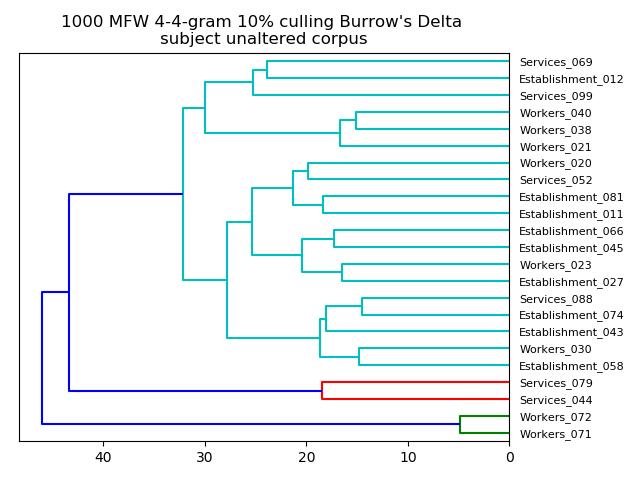 1000 MFW 4-4-gram 10% culling Burrow's Delta
subject unaltered corpus
Services_069
Establishment_012
Services_099
Workers_040
Workers_038
Workers_021
Workers_020
Services_052
Establishment_081
Establishment_011
Establishment_066
Establishment_045
Workers_023
Establishment_027
Services_088
Establishment_074
Establishment_043
Workers_030
Establishment_058
Services_079
Services_044
Workers_072
Workers_071
40 30 20 10 0